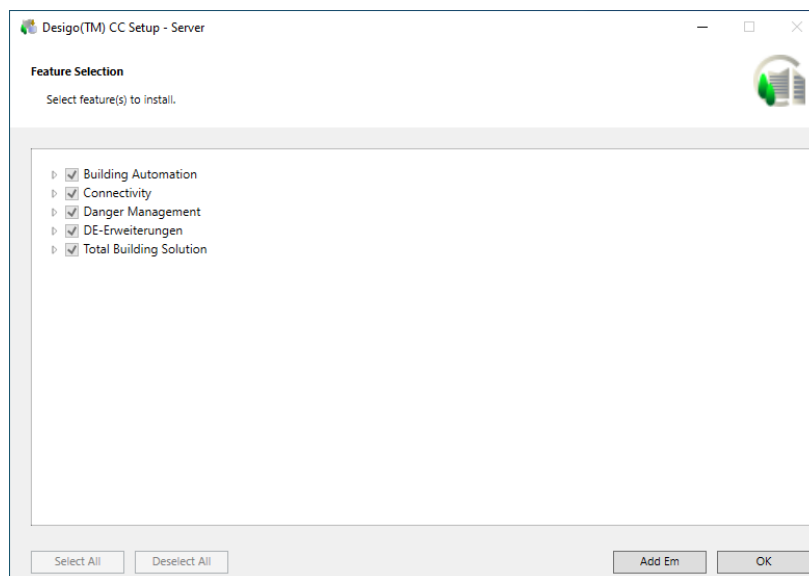 Desigo(TM) CC Setup - Server
Feature Selection
Select feature(s) to install.
Building Automation
Connectivity
Danger Management
DE-Erweiterungen
Total Building Solution
Select All
Deselect All
Add Em
OK